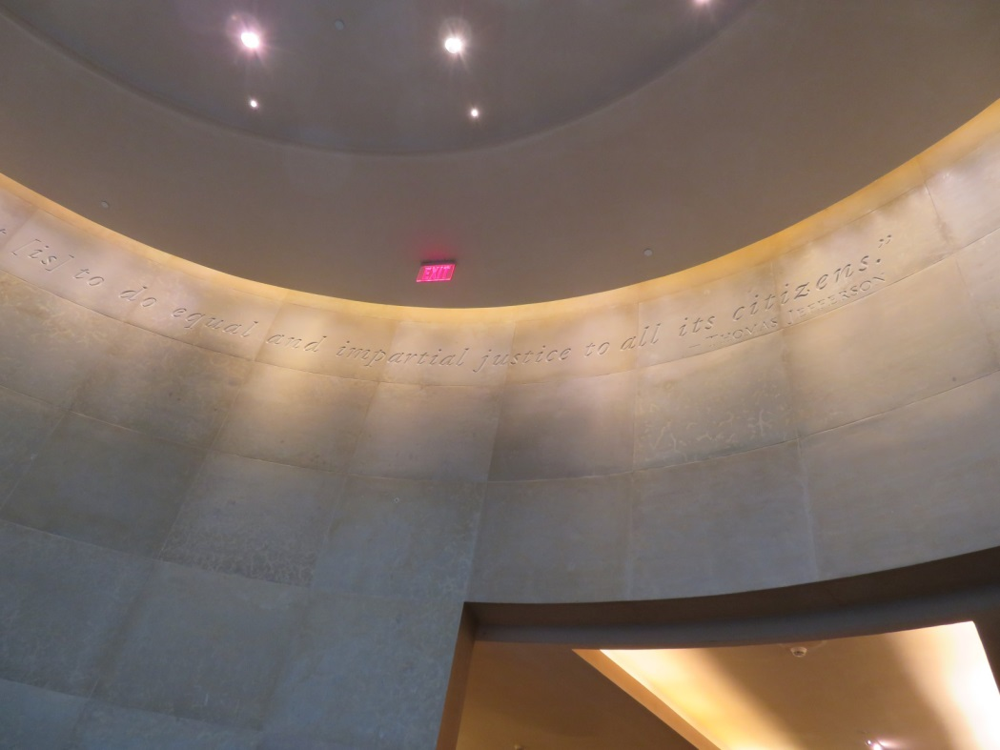 EXIT
[is] to do equal and impartial justice to all its citizens."
—THOMAS JEFFERSON